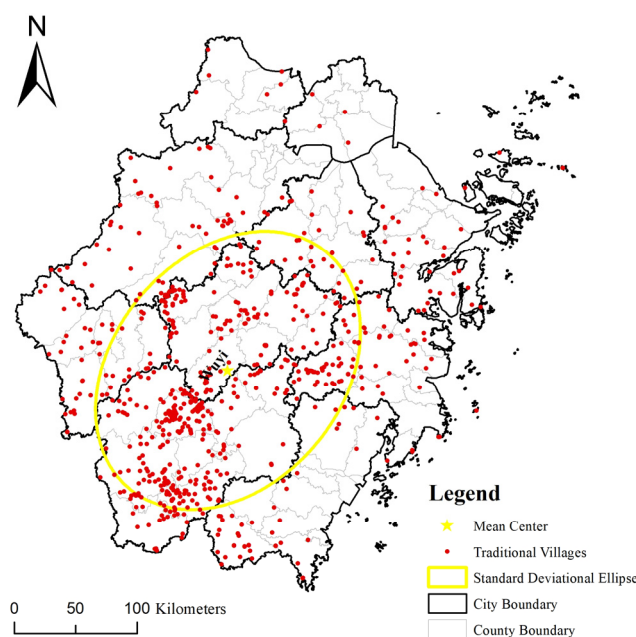 N
Wuyi
Legend
Mean Center
Traditional Villages
Standard Deviational Ellipse
City Boundary
County Boundary
0 50 100 Kilometers